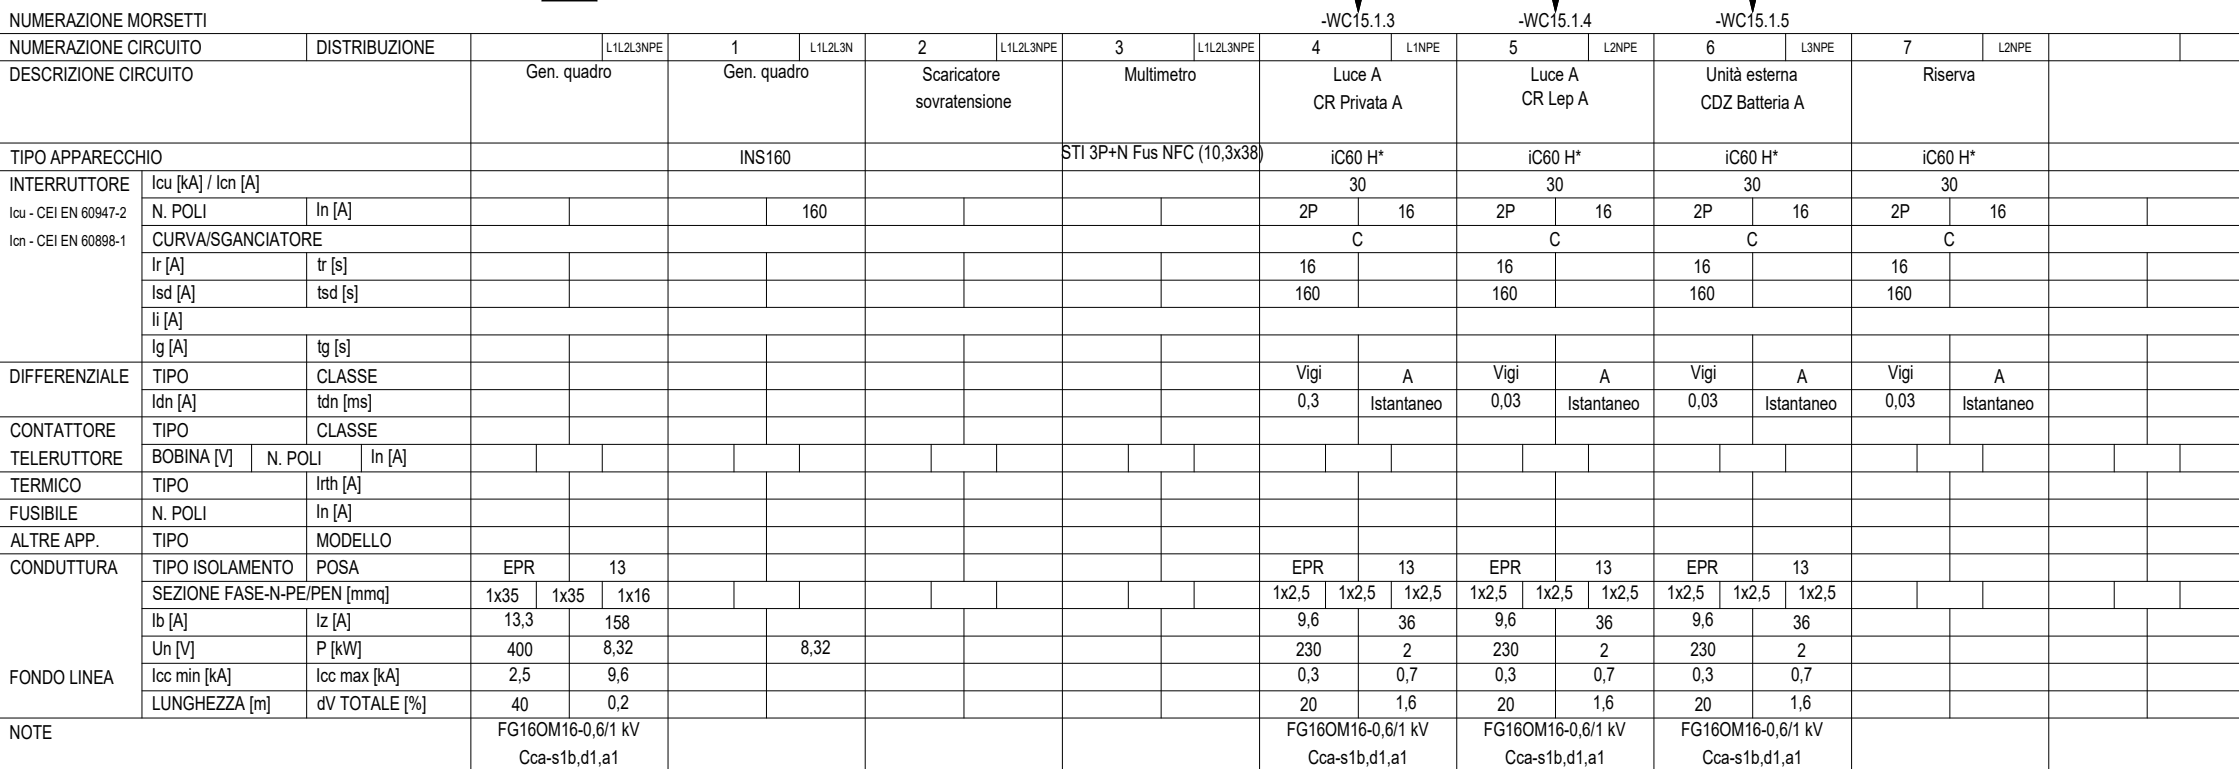 NUMERAZIONE MORSETTI -WC15.1.3 -WC15.1.4 -WC15.1.5
NUMERAZIONE CIRCUITO DISTRIBUZIONE L1L2L3NPE 1 L1L2L3N 2 L1L2L3NPE 3 L1L2L3NPE 4 L1NPE 5 L2NPE 6 L3NPE 7 L2NPE
DESCRIZIONE CIRCUITO Gen. quadro Gen. quadro Scaricatore Multimetro Luce A Luce A Unità esterna Riserva
sovratensione CR Privata A CR Lep A CDZ Batteria A
TIPO APPARECCHIO INS160 STI 3P+N Fus NFC (10,3x38) iC60 H* iC60 H* iC60 H* iC60 H*
INTERRUTTORE Icu [kA] / Icn [A] 30 30 30 30
Icu - CEI EN 60947-2 N. POLI In [A] 160 2P 16 2P 16 2P 16 2P 16
Icn - CEI EN 60898-1 CURVA/SGANCIATORE C C C C
Ir [A] tr [s] 16 16 16 16
Isd [A] tsd [s] 160 160 160 160
Ii [A]
Ig [A] tg [s]
DIFFERENZIALE TIPO CLASSE Vigi A Vigi A Vigi A Vigi A
Idn [A] tdn [ms] 0,3 Istantaneo 0,03 Istantaneo 0,03 Istantaneo 0,03 Istantaneo
CONTATTORE TIPO CLASSE
TELERUTTORE BOBINA [V] N. POLI In [A]
TERMICO TIPO Irth [A]
FUSIBILE N. POLI In [A]
ALTRE APP. TIPO MODELLO
CONDUTTURA TIPO ISOLAMENTO POSA EPR 13 EPR 13 EPR 13 EPR 13
SEZIONE FASE-N-PE/PEN [mmq] 1x35 1x35 1x16 1x2,5 1x2,5 1x2,5 1x2,5 1x2,5 1x2,5 1x2,5 1x2,5 1x2,5
Ib [A] Iz [A] 13,3 158 9,6 36 9,6 36 9,6 36
Un [V] P [kW] 400 8,32 8,32 230 2 230 2 230 2
FONDO LINEA Icc min [kA] Icc max [kA] 2,5 9,6 0,3 0,7 0,3 0,7 0,3 0,7
LUNGHEZZA [m] dV TOTALE [%] 40 0,2 20 1,6 20 1,6 20 1,6
NOTE FG16OM16-0,6/1 kV FG16OM16-0,6/1 kV FG16OM16-0,6/1 kV FG16OM16-0,6/1 kV
Cca-s1b,d1,a1 Cca-s1b,d1,a1 Cca-s1b,d1,a1 Cca-s1b,d1,a1